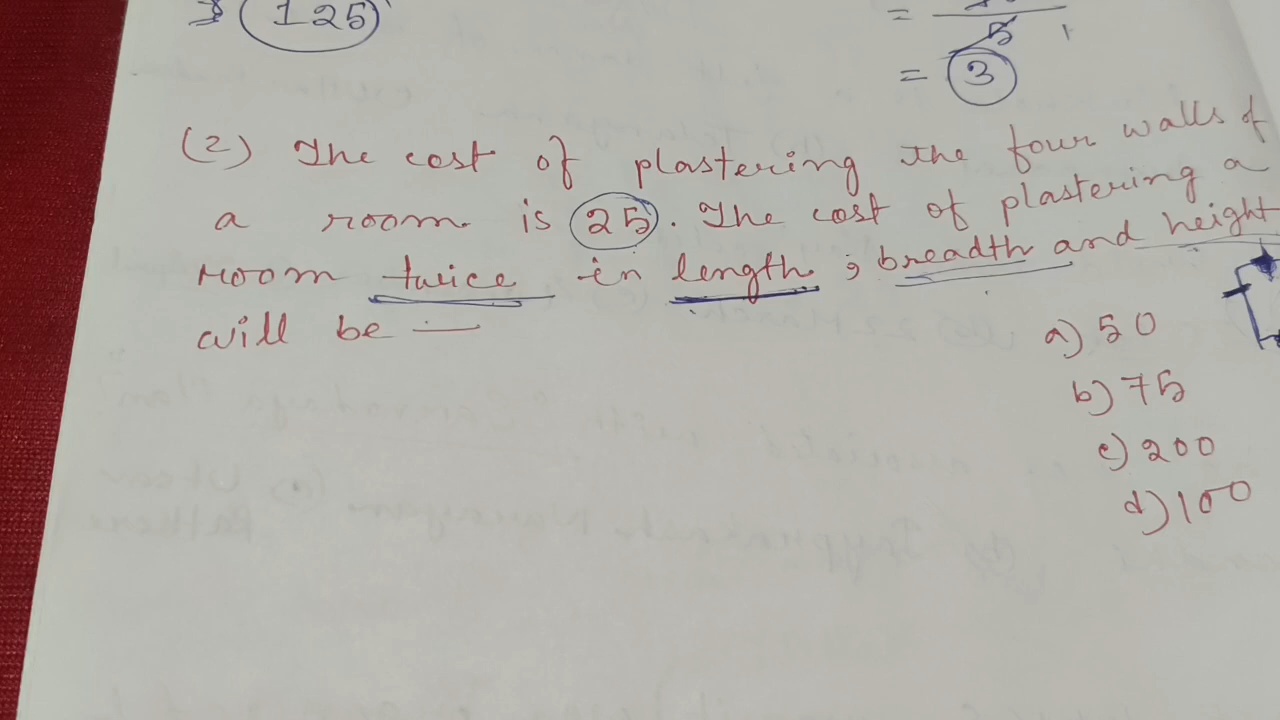 ⇒ 125
=
5
= 3
(2) The cost of plastering the four walls of
a room is 25. The cost of plastering a
room twice in length, breadth and height
will be —
a) 50
b) 75
c) 200
d) 100